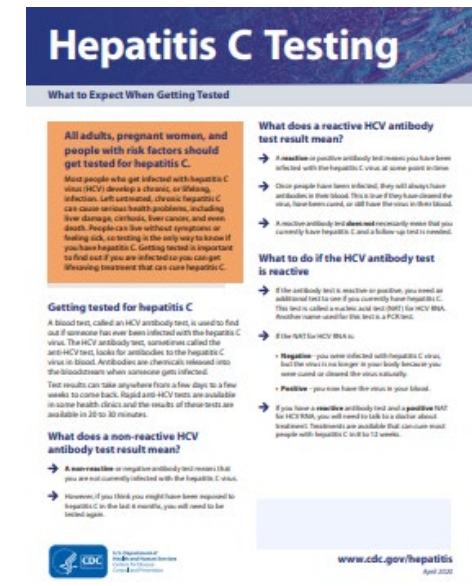 Hepatitis C Testing
What to Expect When Getting Tested
All adults, pregnant women, and
people with risk factors should
get tested for hepatitis C.
Most people who get infected with hepatitis C
virus (HCV) develop a chronic, or lifelong,
infection. Left untreated, chronic hepatitis C
can cause serious health problems, including
liver damage, cirrhosis, liver cancer, and even
death. People can live without symptoms or
feeling sick, so testing is the only way to know if
you have hepatitis C. Getting tested is important
to find out if you are infected so you can get
lifesaving treatment that can cure hepatitis C.
Getting tested for hepatitis C
A blood test, called an HCV antibody test, is used to find
out if someone has ever been infected with the hepatitis C
virus. The HCV antibody test, sometimes called the
anti-HCV test, looks for antibodies to the hepatitis C
virus in blood. Antibodies are chemicals released into
the bloodstream when someone gets infected.
Test results can take anywhere from a few days to a few
weeks to come back. Rapid anti-HCV tests are available
in some health clinics and the results of these tests are
available in 20 to 30 minutes.
What does a non-reactive HCV
antibody test result mean?
→ A non-reactive or negative antibody test means that
you are not currently infected with the hepatitis C virus.
→ However, if you think you might have been exposed to
hepatitis C in the last 6 months, you will need to be
tested again.
What does a reactive HCV antibody
test result mean?
→ A reactive or positive antibody test means you have been
infected with the hepatitis C virus at some point in time.
→ Once people have been infected, they will always have
antibodies in their blood. This is true if they have cleared the
virus, have been cured, or still have the virus in their blood.
→ A reactive antibody test does not necessarily mean that you
currently have hepatitis C and a follow-up test is needed.
What to do if the HCV antibody test
is reactive
→ If the antibody test is reactive or positive, you need an
additional test to see if you currently have hepatitis C.
This test is called a nucleic acid test (NAT) for HCV RNA.
Another name used for this test is a PCR test.
→ If the NAT for HCV RNA is:
• Negative - you were infected with hepatitis C virus,
but the virus is no longer in your body because you
were cured or cleared the virus naturally.
• Positive - you now have the virus in your blood.
→ If you have a reactive antibody test and a positive NAT
for HCV RNA, you will need to talk to a doctor about
treatment. Treatments are available that can cure most
people with hepatitis C in 8 to 12 weeks.
CDC
U.S. Department of
Health and Human Services
Centers for Disease
Control and Prevention
www.cdc.gov/hepatitis
April 2020